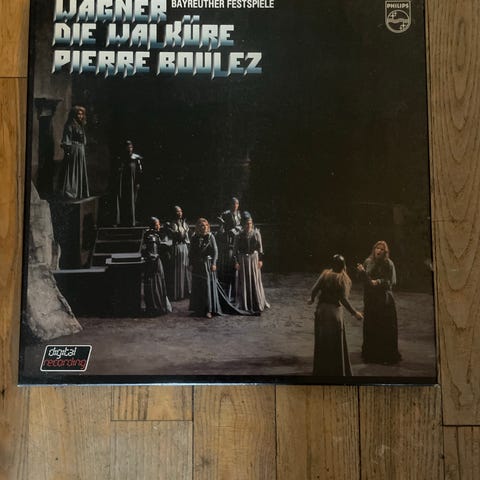 BAYREUTHER FESTSPIELE
WAGNER
DIE WALKÜRE
PIERRE BOULEZ
PHILIPS
digital
recording